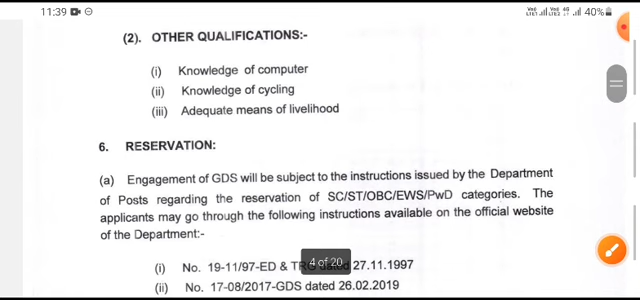 11:39
40%
(2). OTHER QUALIFICATIONS:-
(i) Knowledge of computer
(ii) Knowledge of cycling
(iii) Adequate means of livelihood
6. RESERVATION:
(a) Engagement of GDS will be subject to the instructions issued by the Department
of Posts regarding the reservation of SC/ST/OBC/EWS/PwD categories. The
applicants may go through the following instructions available on the official website
of the Department:-
4 of 20
(i) No. 19-11/97-ED & 27.11.1997
(ii) No. 17-08/2017-GDS dated 26.02.2019